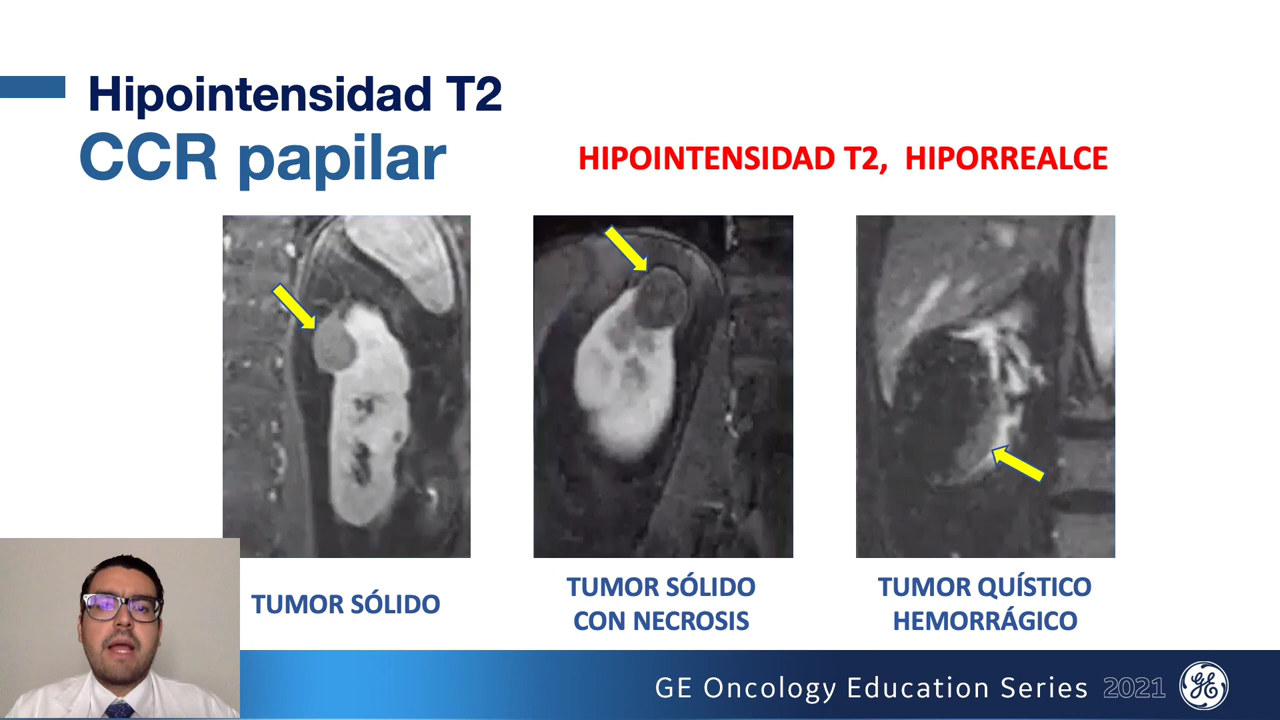 Hipointensidad T2
CCR papilar
HIPOINTENSIDAD T2, HIPORREALCE
TUMOR SÓLIDO
TUMOR SÓLIDO
CON NECROSIS
TUMOR QUÍSTICO
HEMORRÁGICO
GE Oncology Education Series 2021